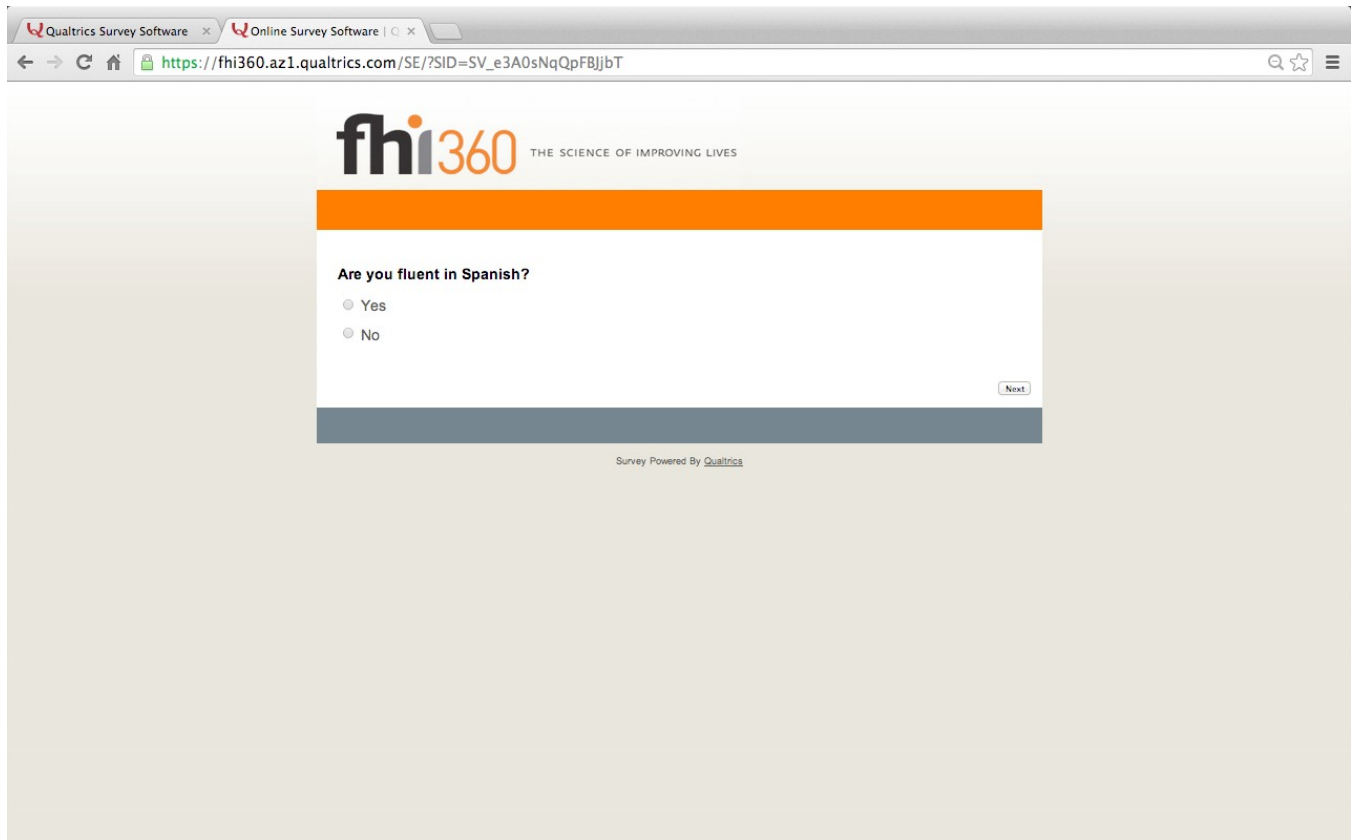 Qualtrics Survey Software
Online Survey Software |
https://fhi360.az1.qualtrics.com/SE/?SID=SV_e3A0sNqQpFBJjbT
fhi360 THE SCIENCE OF IMPROVING LIVES
Are you fluent in Spanish?
Yes
No
Next
Survey Powered By Qualtrics